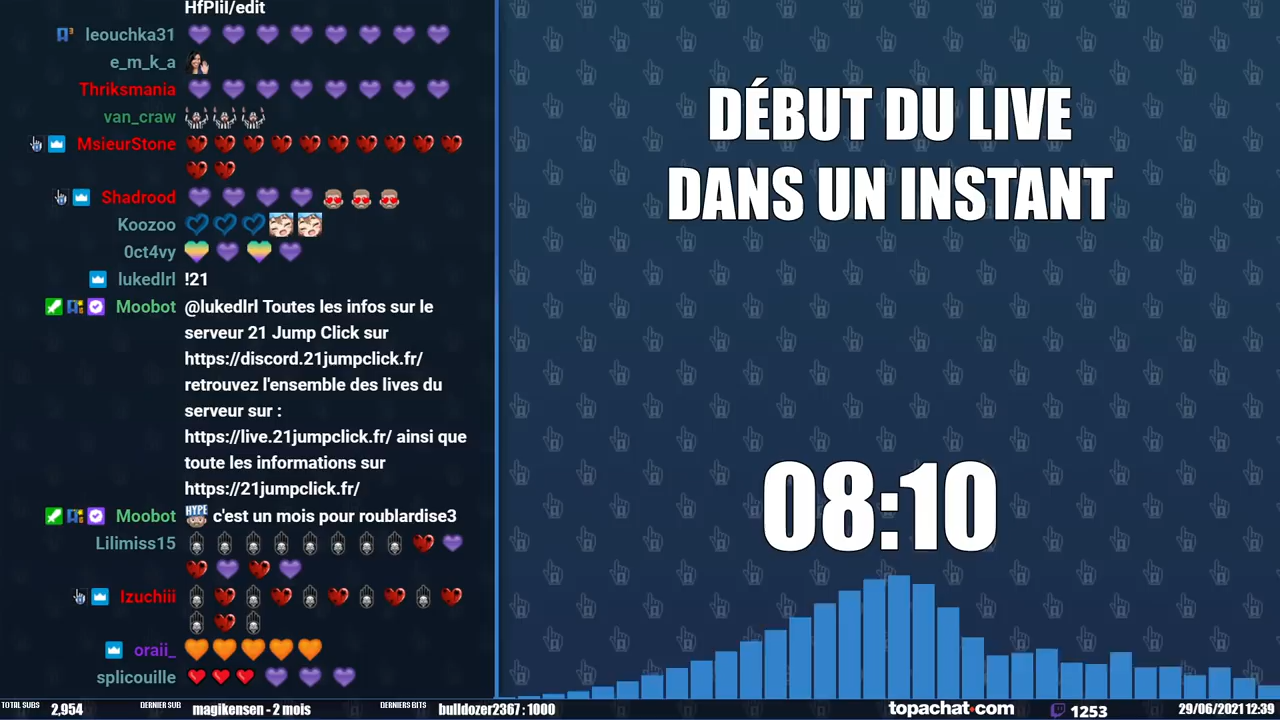 HfPIiI/edit
leouchka31
e_m_k_a
Thriksmania
van_craw
MsieurStone
Shadrood
Koozoo
0ct4vy
lukedlrl !21
Moobot @lukedlrl Toutes les infos sur le
serveur 21 Jump Click sur
https://discord.21jumpclick.fr/
retrouvez l'ensemble des lives du
serveur sur :
https://live.21jumpclick.fr/ ainsi que
toute les informations sur
https://21jumpclick.fr/
Moobot HYPE c'est un mois pour roublardise3
Lilimiss15
Izuchiii
oraii_
splicouille
DÉBUT DU LIVE
DANS UN INSTANT
08:10
TOTAL SUBS 2,954 DERNIER SUB magikensen - 2 mois DERNIERS BITS bulldozer2367 : 1000 topachat.com 1253 29/06/2021 12:39